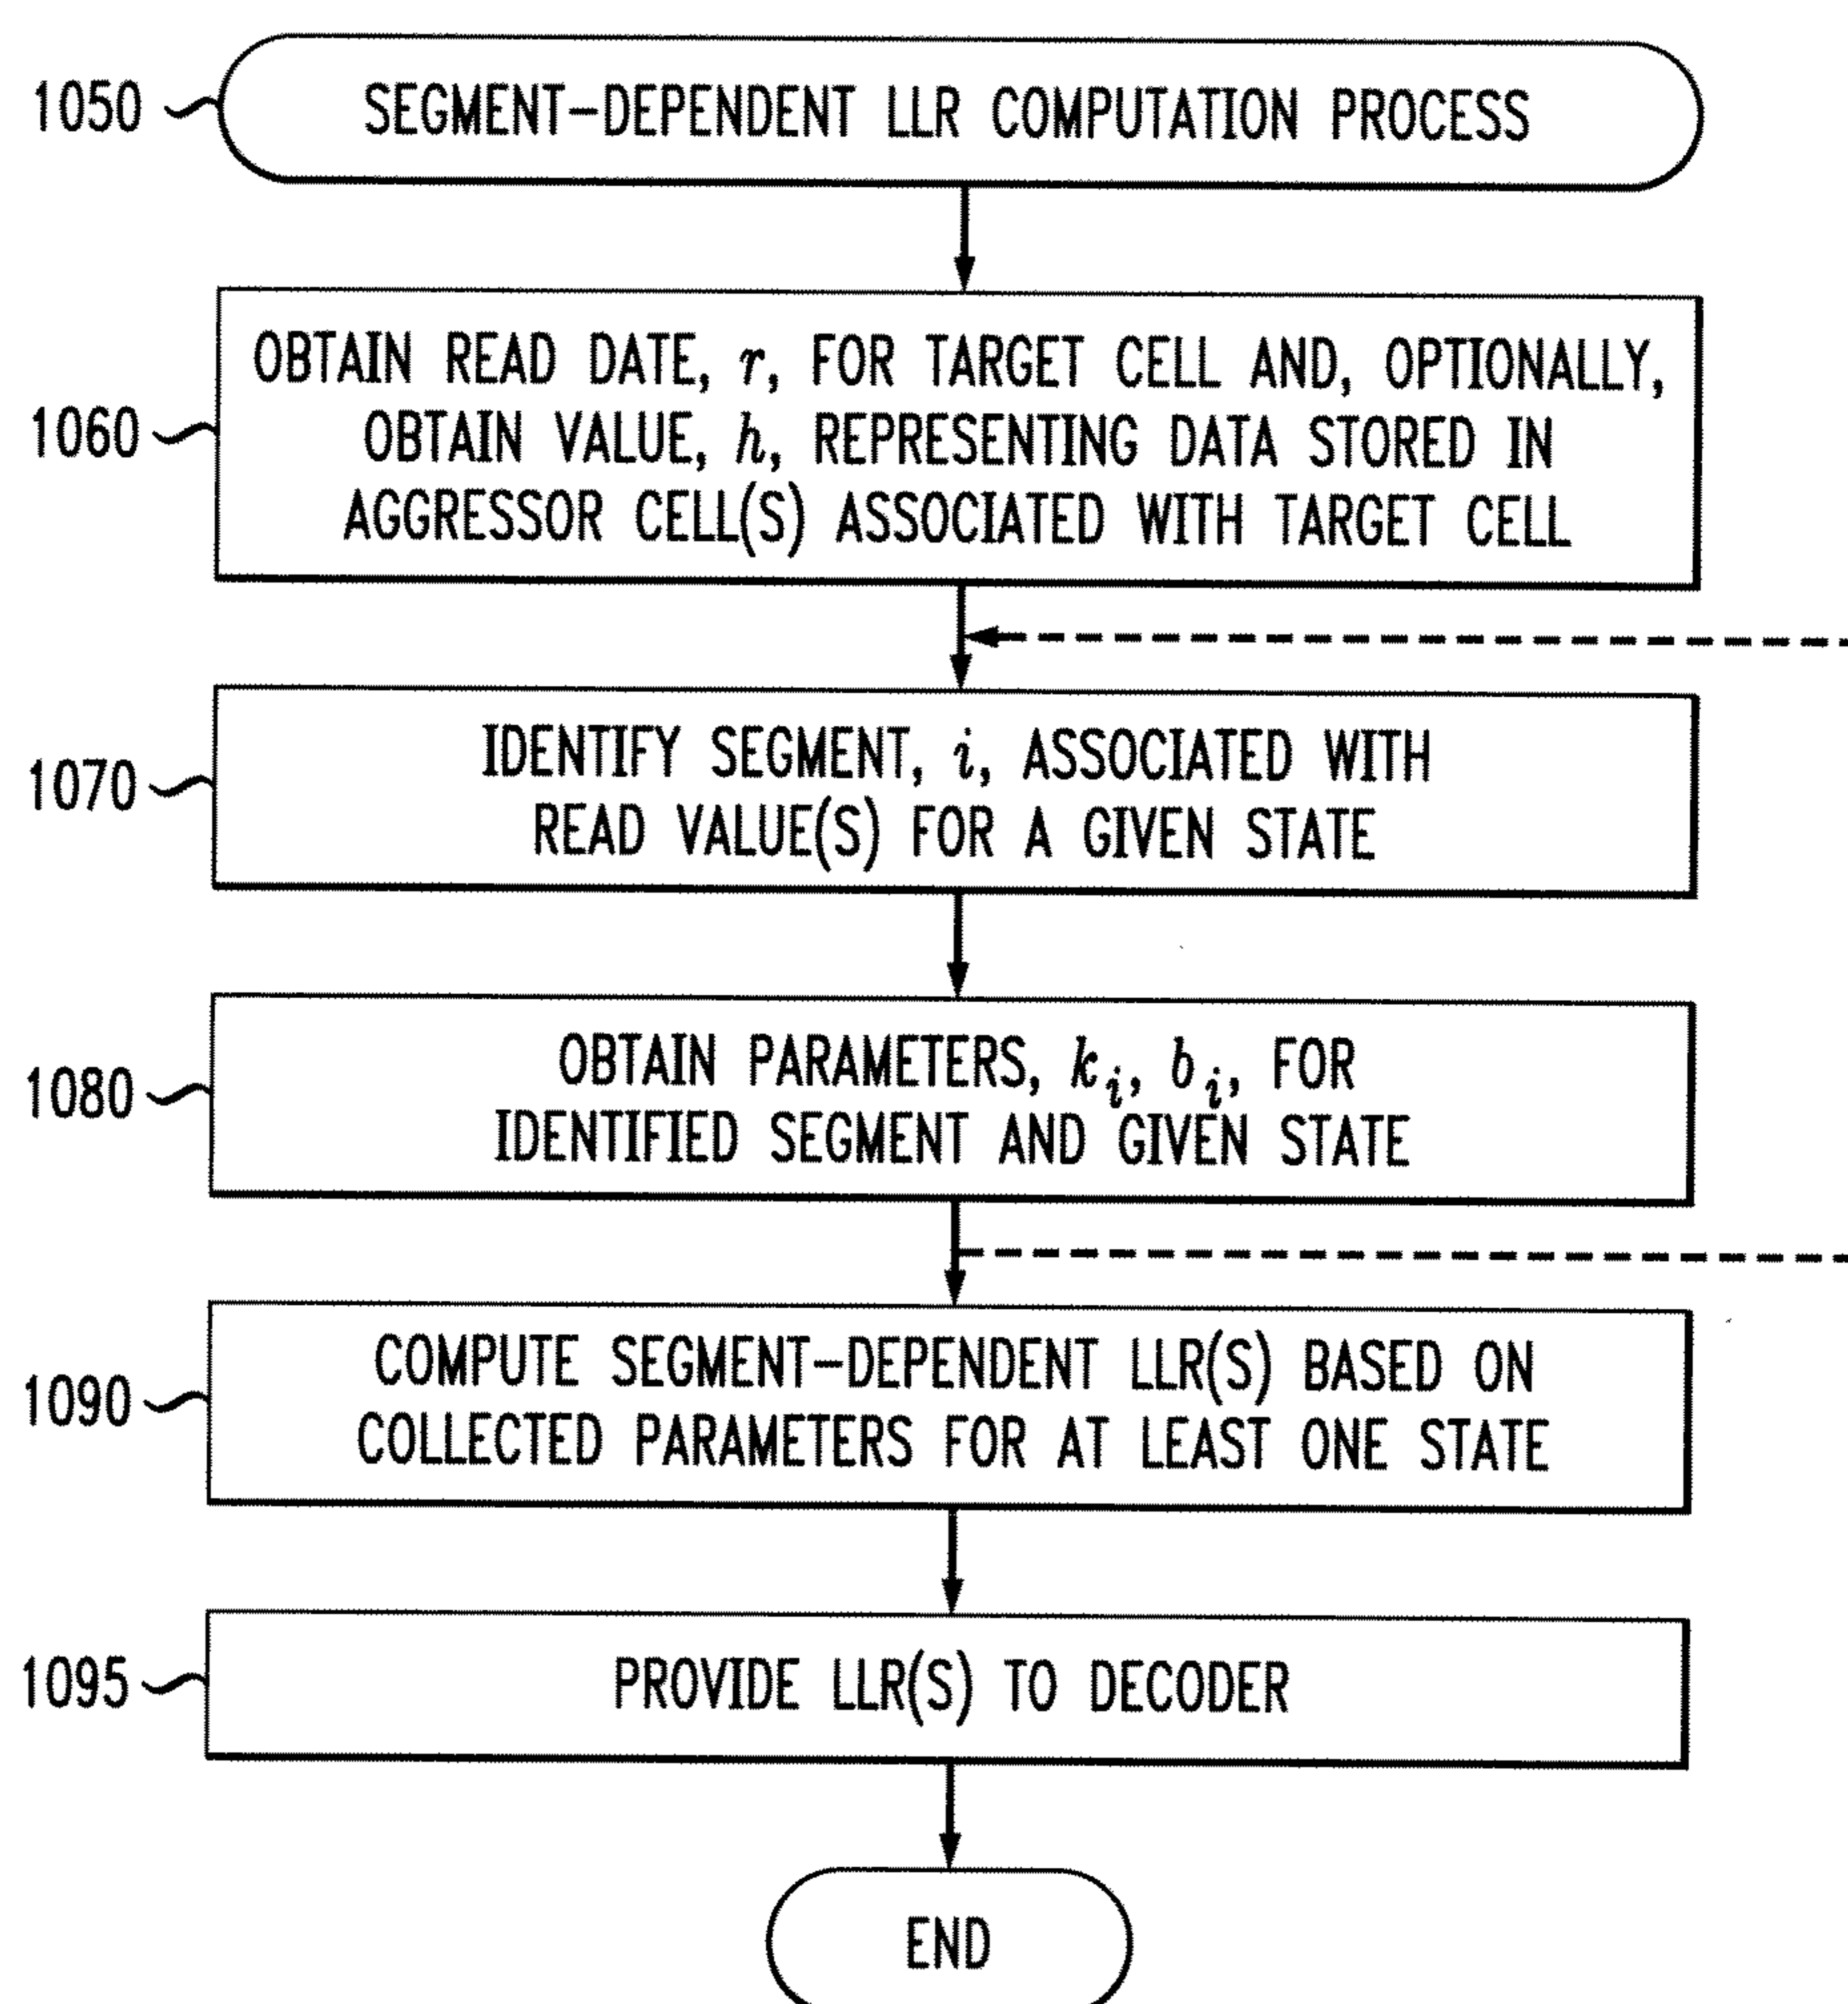 1050 SEGMENT-DEPENDENT LLR COMPUTATION PROCESS
OBTAIN READ DATE, r, FOR TARGET CELL AND, OPTIONALLY,
1060 OBTAIN VALUE, h, REPRESENTING DATA STORED IN
AGGRESSOR CELL(S) ASSOCIATED WITH TARGET CELL
IDENTIFY SEGMENT, i, ASSOCIATED WITH
1070 READ VALUE(S) FOR A GIVEN STATE
OBTAIN PARAMETERS, k_i, b_i, FOR
1080 IDENTIFIED SEGMENT AND GIVEN STATE
COMPUTE SEGMENT-DEPENDENT LLR(S) BASED ON
1090 COLLECTED PARAMETERS FOR AT LEAST ONE STATE
1095 PROVIDE LLR(S) TO DECODER
END